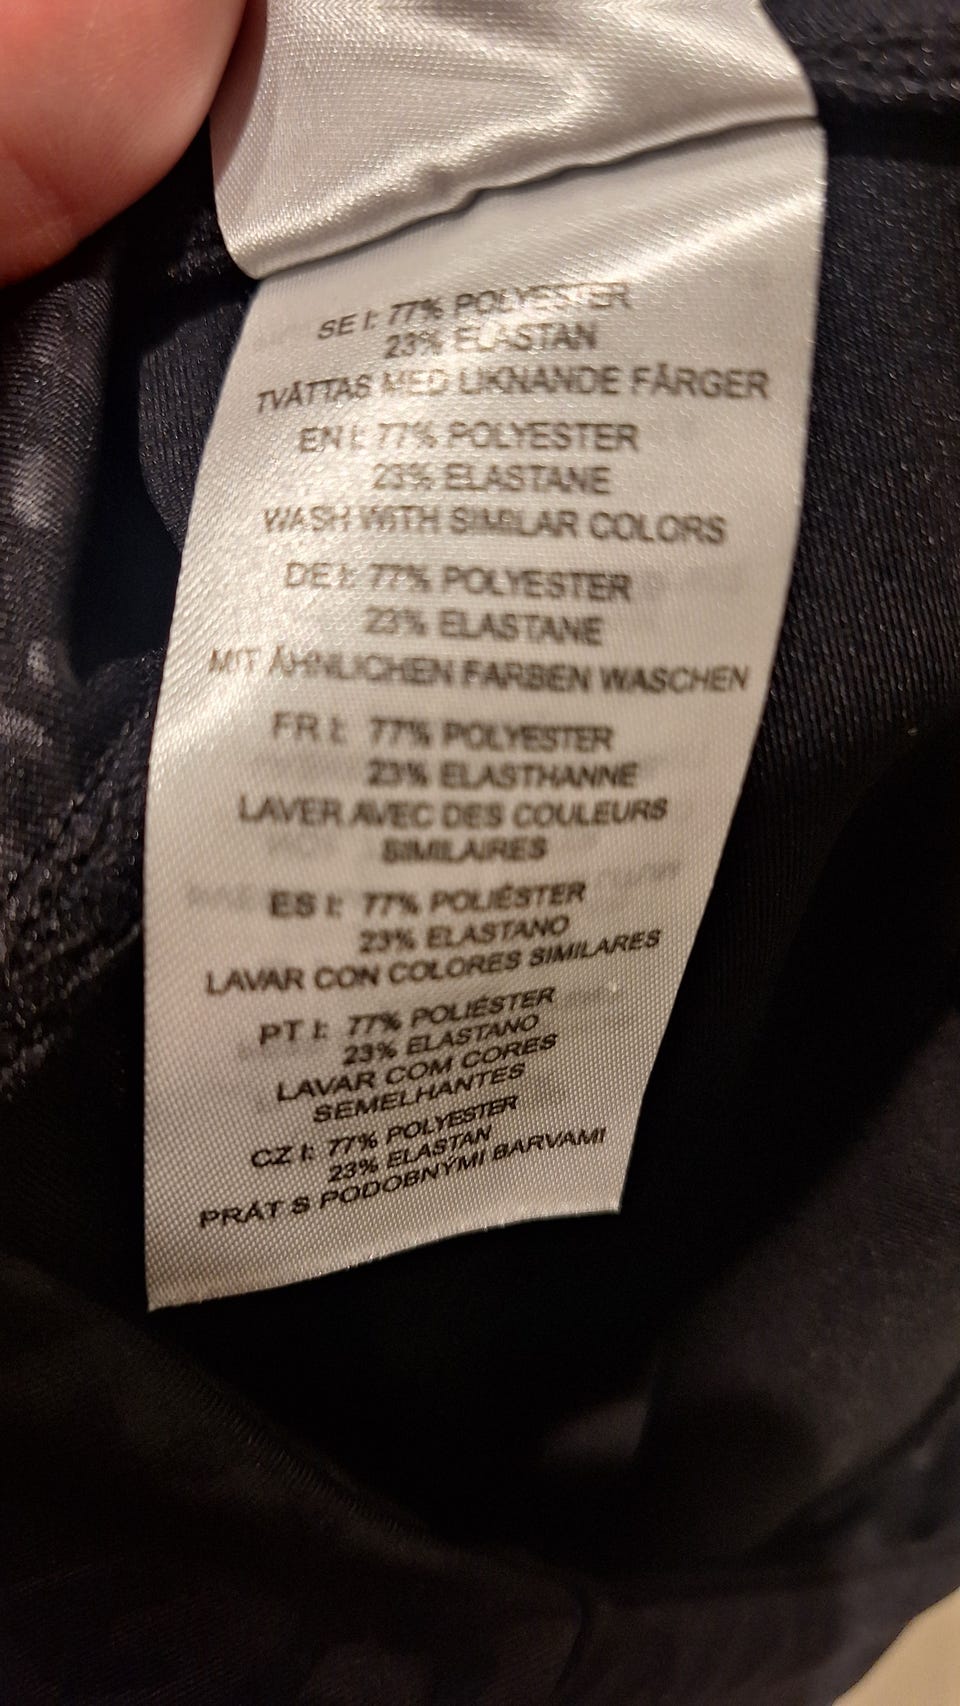 SE I: 77% POLYESTER
23% ELASTAN
TVÄTTAS MED LIKNANDE FÄRGER
EN I: 77% POLYESTER
23% ELASTANE
WASH WITH SIMILAR COLORS
DE I: 77% POLYESTER
23% ELASTANE
MIT ÄHNLICHEN FARBEN WASCHEN
FR I: 77% POLYESTER
23% ELASTHANNE
LAVER AVEC DES COULEURS
SIMILAIRES
ES I: 77% POLIÉSTER
23% ELASTANO
LAVAR CON COLORES SIMILARES
PT I: 77% POLIÉSTER
23% ELASTANO
LAVAR COM CORES
SEMELHANTES
CZ I: 77% POLYESTER
23% ELASTAN
PRÁT S PODOBNÝMI BARVAMI